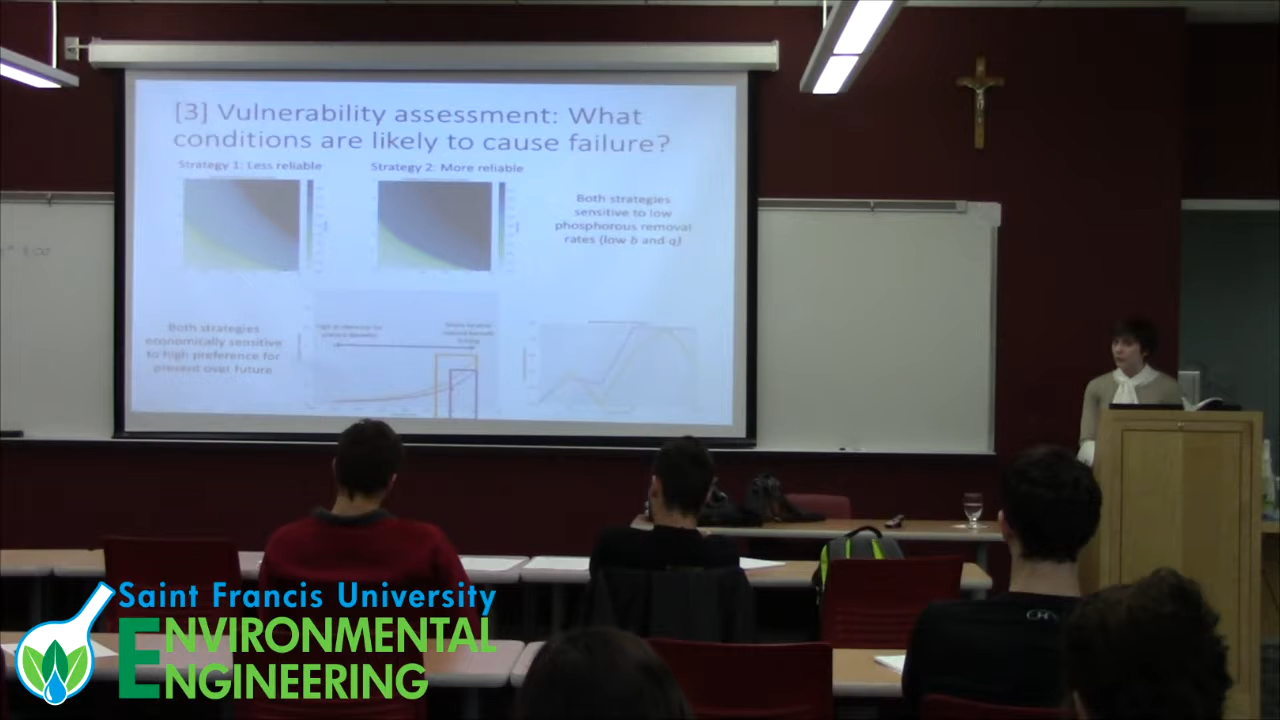 [3] Vulnerability assessment: What
conditions are likely to cause failure?
Strategy 1: Less reliable
Strategy 2: More reliable
Both strategies
sensitive to low
phosphorous removal
rates (low b and q)
Both strategies
economically sensitive
to high preference for
present over future
Saint Francis University
ENVIRONMENTAL
ENGINEERING